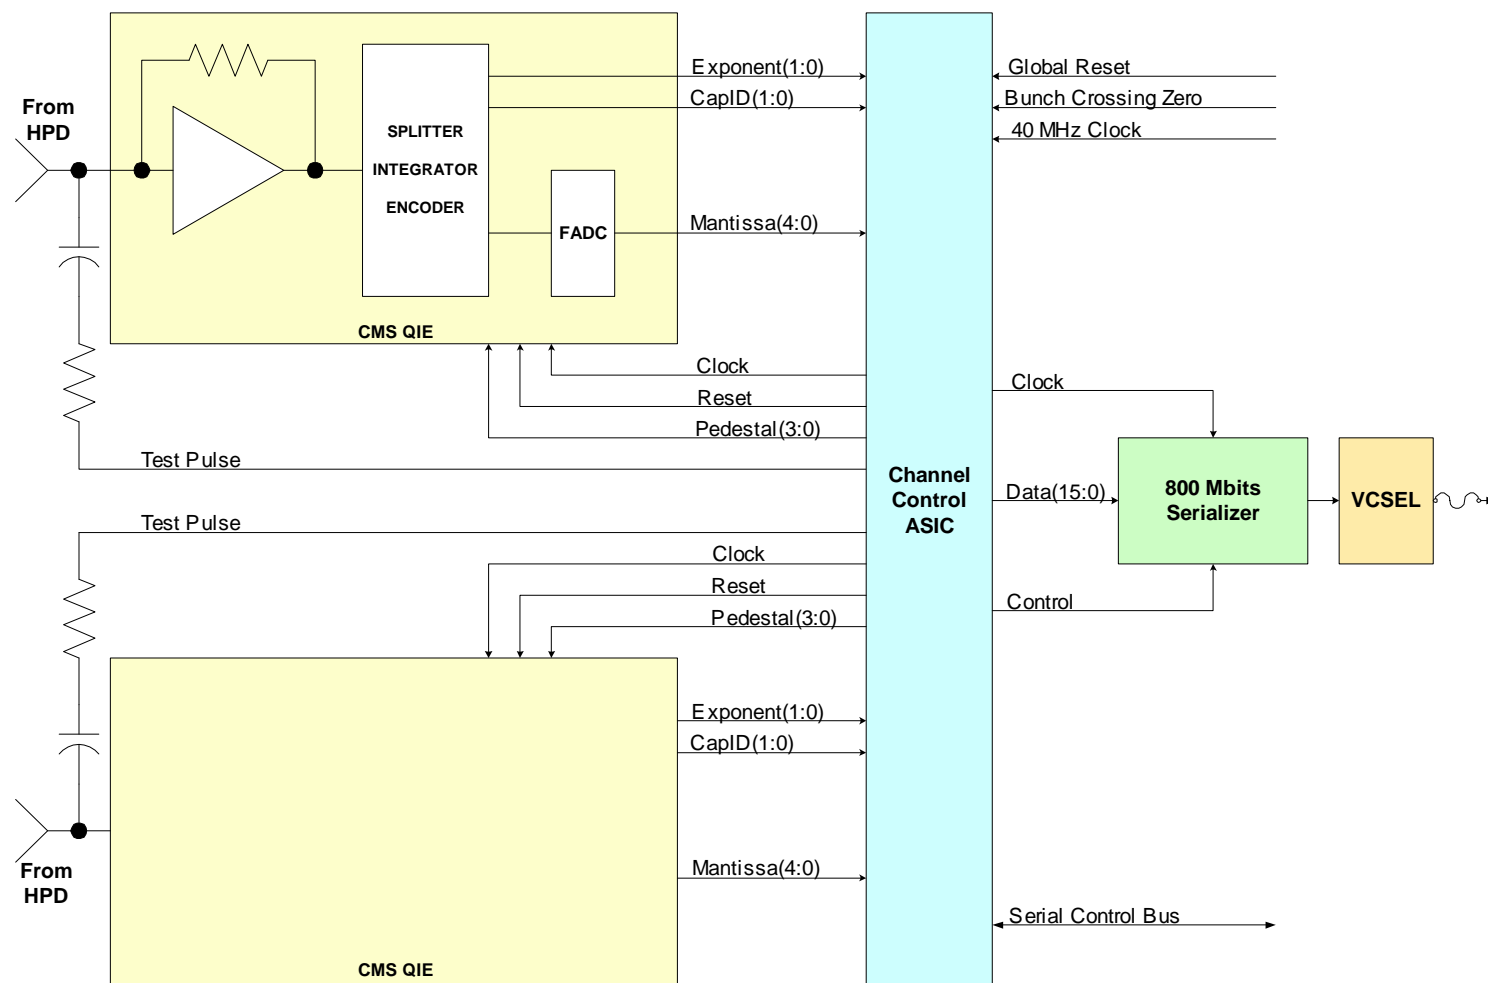 Exponent(1:0)
CapID(1:0)
Global Reset
Bunch Crossing Zero
40 MHz Clock
From
HPD
SPLITTER
INTEGRATOR
ENCODER
FADC
Mantissa(4:0)
CMS QIE
Clock
Reset
Pedestal(3:0)
Test Pulse
Clock
Channel
Control
ASIC
Data(15:0)
800 Mbits
Serializer
VCSEL
Control
Test Pulse
Clock
Reset
Pedestal(3:0)
Exponent(1:0)
CapID(1:0)
From
HPD
Mantissa(4:0)
Serial Control Bus
CMS QIE